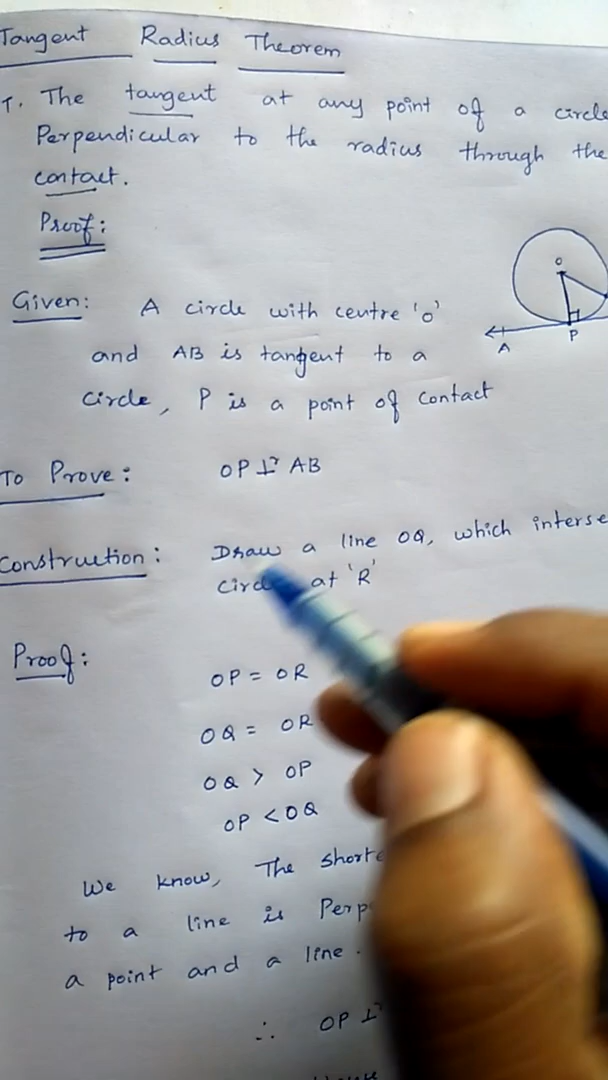 Tangent Radius Theorem
T. The tangent at any point of a circle
Perpendicular to the radius through the
contact.
Proof:
Given: A circle with centre 'o'
and AB is tangent to a
circle, P is a point of contact
O
A
P
To Prove: OP ⊥r AB
Construction: Draw a line OQ, which interse
at 'R'
Proof:
OP = OR
OQ = OR
OQ > OP
OP < OQ
We know, The
to a line is
a point and a line.
∴ OP ⊥r